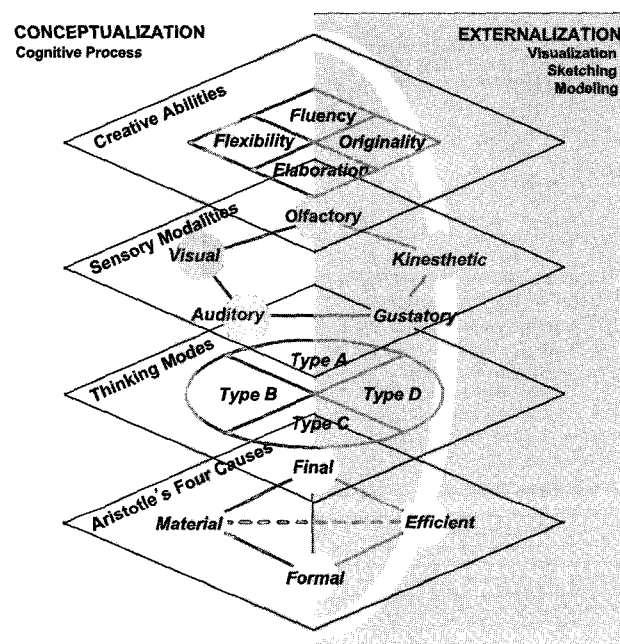 CONCEPTUALIZATION
Cognitive Process
EXTERNALIZATION
Visualization
Sketching
Modeling
Creative Abilities
Fluency
Flexibility
Originality
Elaboration
Sensory Modalities
Olfactory
Visual
Kinesthetic
Auditory
Gustatory
Thinking Modes
Type A
Type B
Type D
Type C
Aristotle's Four Causes
Final
Material
Efficient
Formal